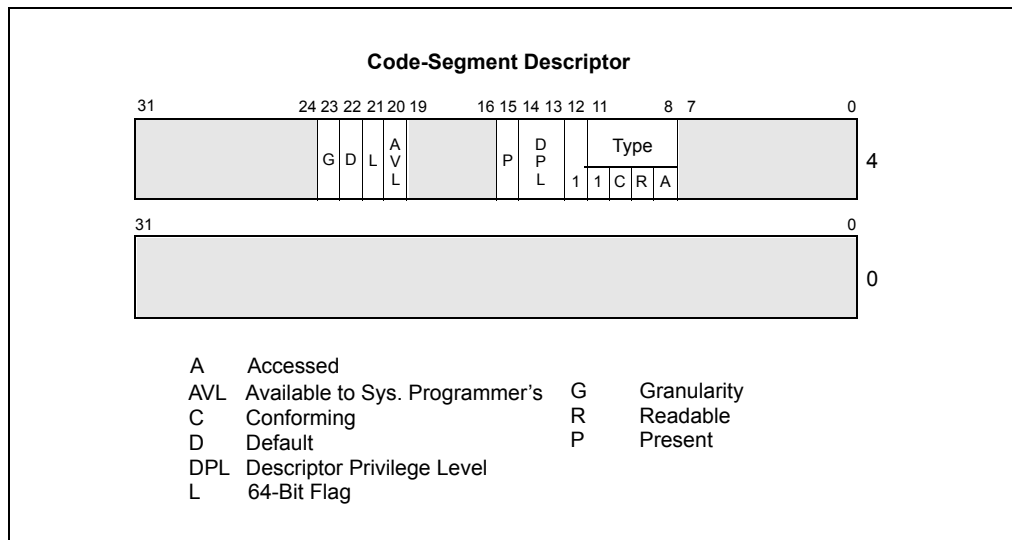 Code-Segment Descriptor
31 24 23 22 21 20 19 16 15 14 13 12 11 8 7 0
G D L AVL P DPL 1 Type 1 C R A 4
31 0
0
A Accessed
AVL Available to Sys. Programmer's
C Conforming
D Default
DPL Descriptor Privilege Level
L 64-Bit Flag
G Granularity
R Readable
P Present